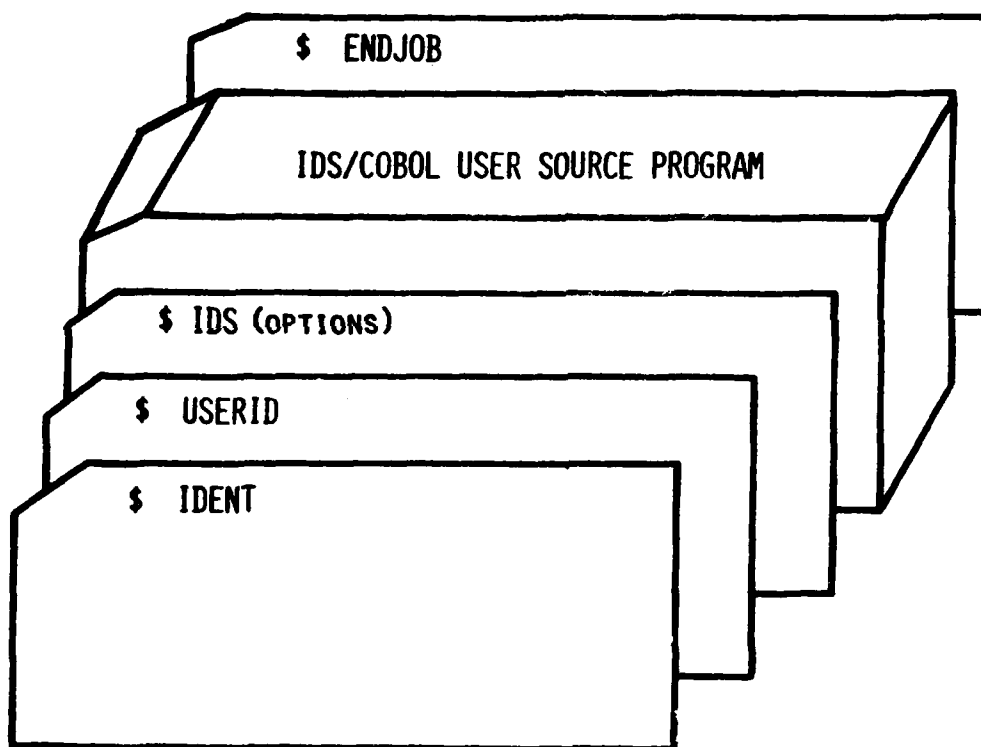 $ ENDJOB
IDS/COBOL USER SOURCE PROGRAM
$ IDS (OPTIONS)
$ USERID
$ IDENT